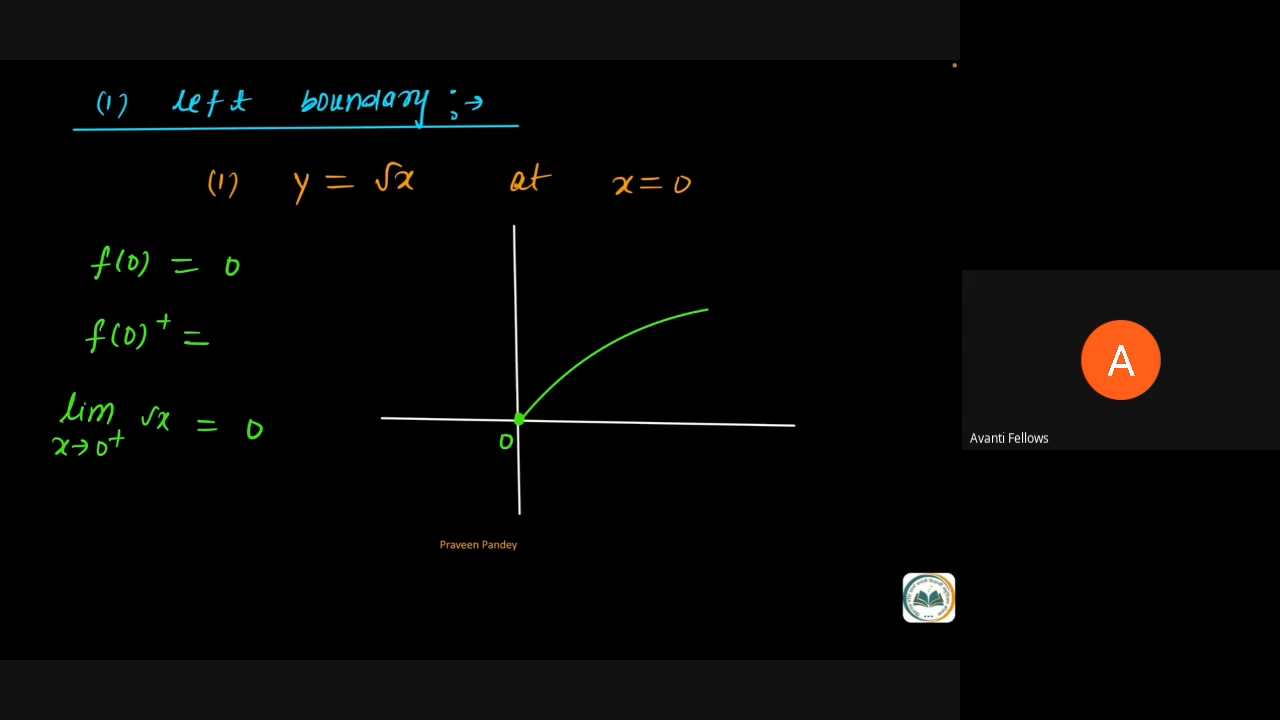 (1) left boundary :→
(1) y = √x at x = 0
f(0) = 0
f(0)⁺ =
lim √x = 0
x→0⁺
0
Praveen Pandey
A
Avanti Fellows